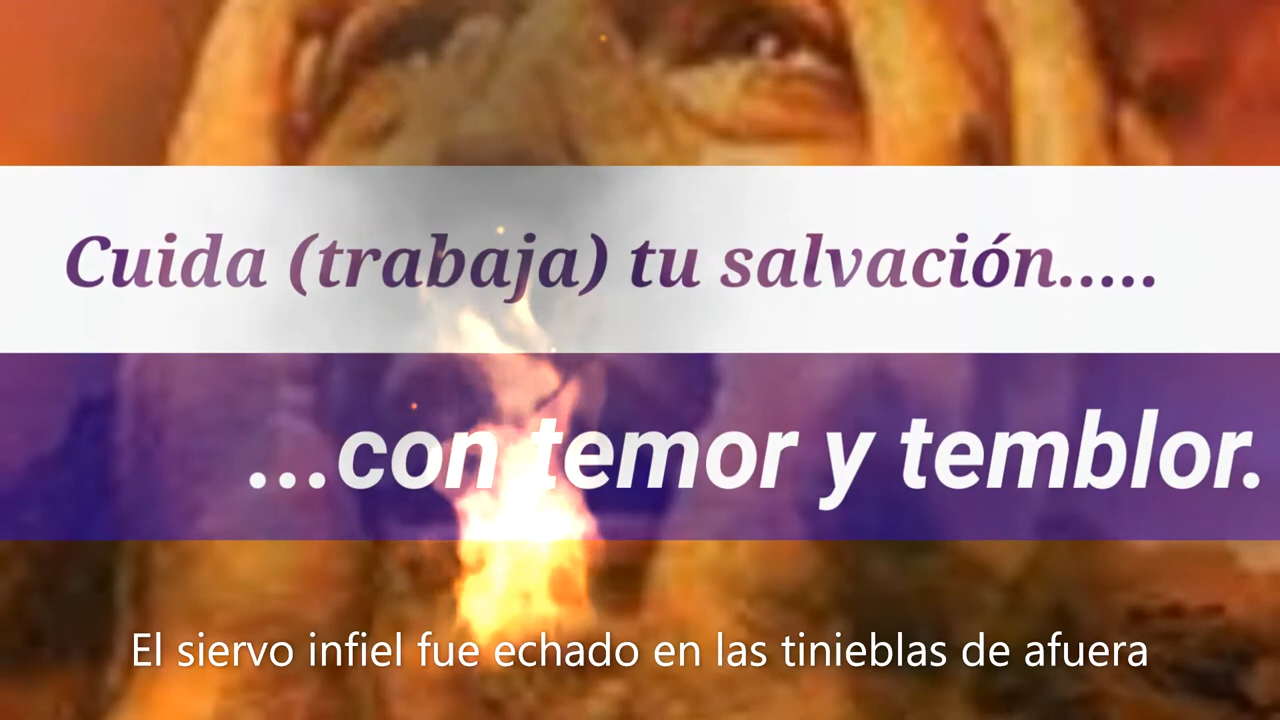 Cuida (trabaja) tu salvación.....
...con temor y temblor.
El siervo infiel fue echado en las tinieblas de afuera